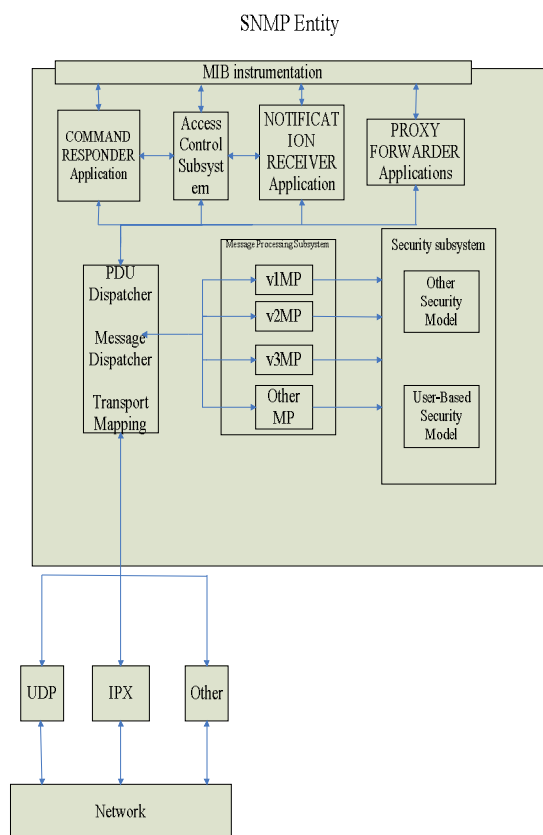 SNMP Entity
MIB instrumentation
COMMAND
RESPONDER
Application
Access
Control
Subsyst
em
NOTIFICAT
ION
RECEIVER
Application
PROXY
FORWARDER
Applications
PDU
Dispatcher
Message
Dispatcher
Transport
Mapping
Message Processing Subsystem
v1MP
v2MP
v3MP
Other
MP
Security subsystem
Other
Security
Model
User-Based
Security
Model
UDP
IPX
Other
Network